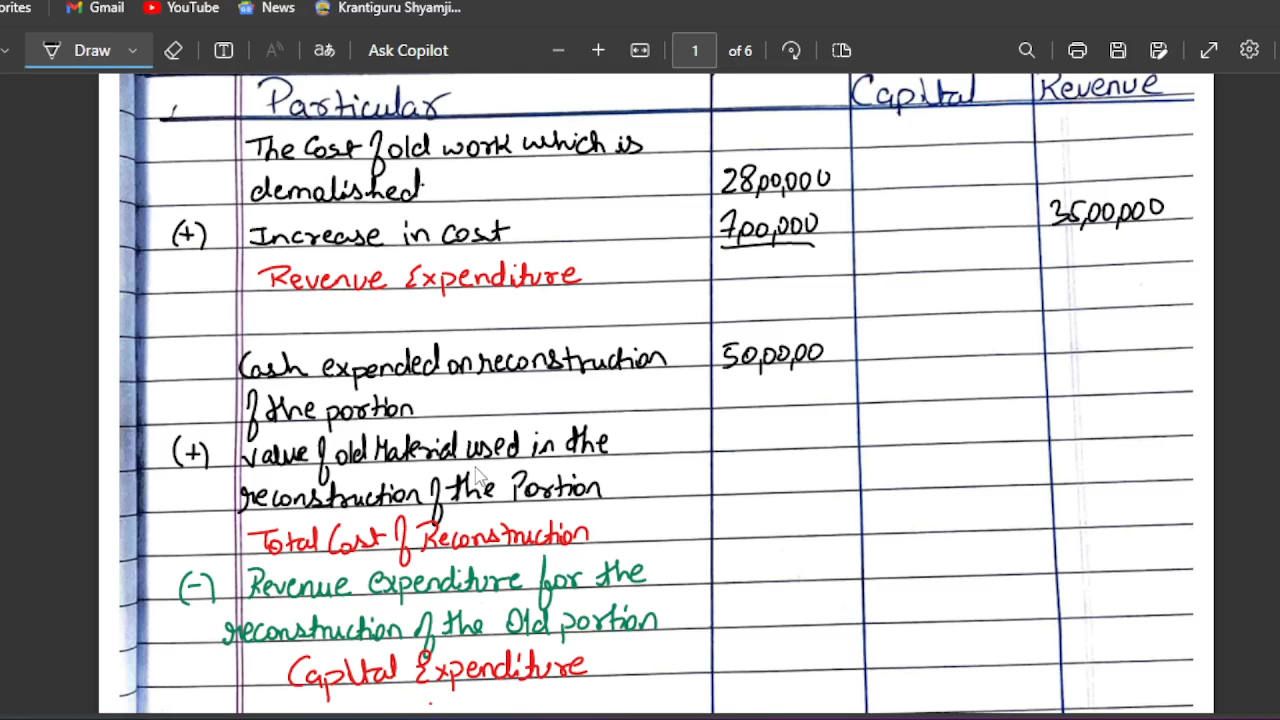 orites Gmail YouTube News Krantiguru Shyamji...
Draw aあ Ask Copilot 1 of 6
Particular Capital Revenue
The Cost of old work which is
demolished 28,00,000
(+) Increase in cost 7,00,000 35,00,000
Revenue Expenditure
Cash expended on reconstruction 50,00,00
of the portion
(+) Value of old Material used in the
reconstruction of the Portion
Total Cost of Reconstruction
(-) Revenue expenditure for the
reconstruction of the Old portion
Capital Expenditure